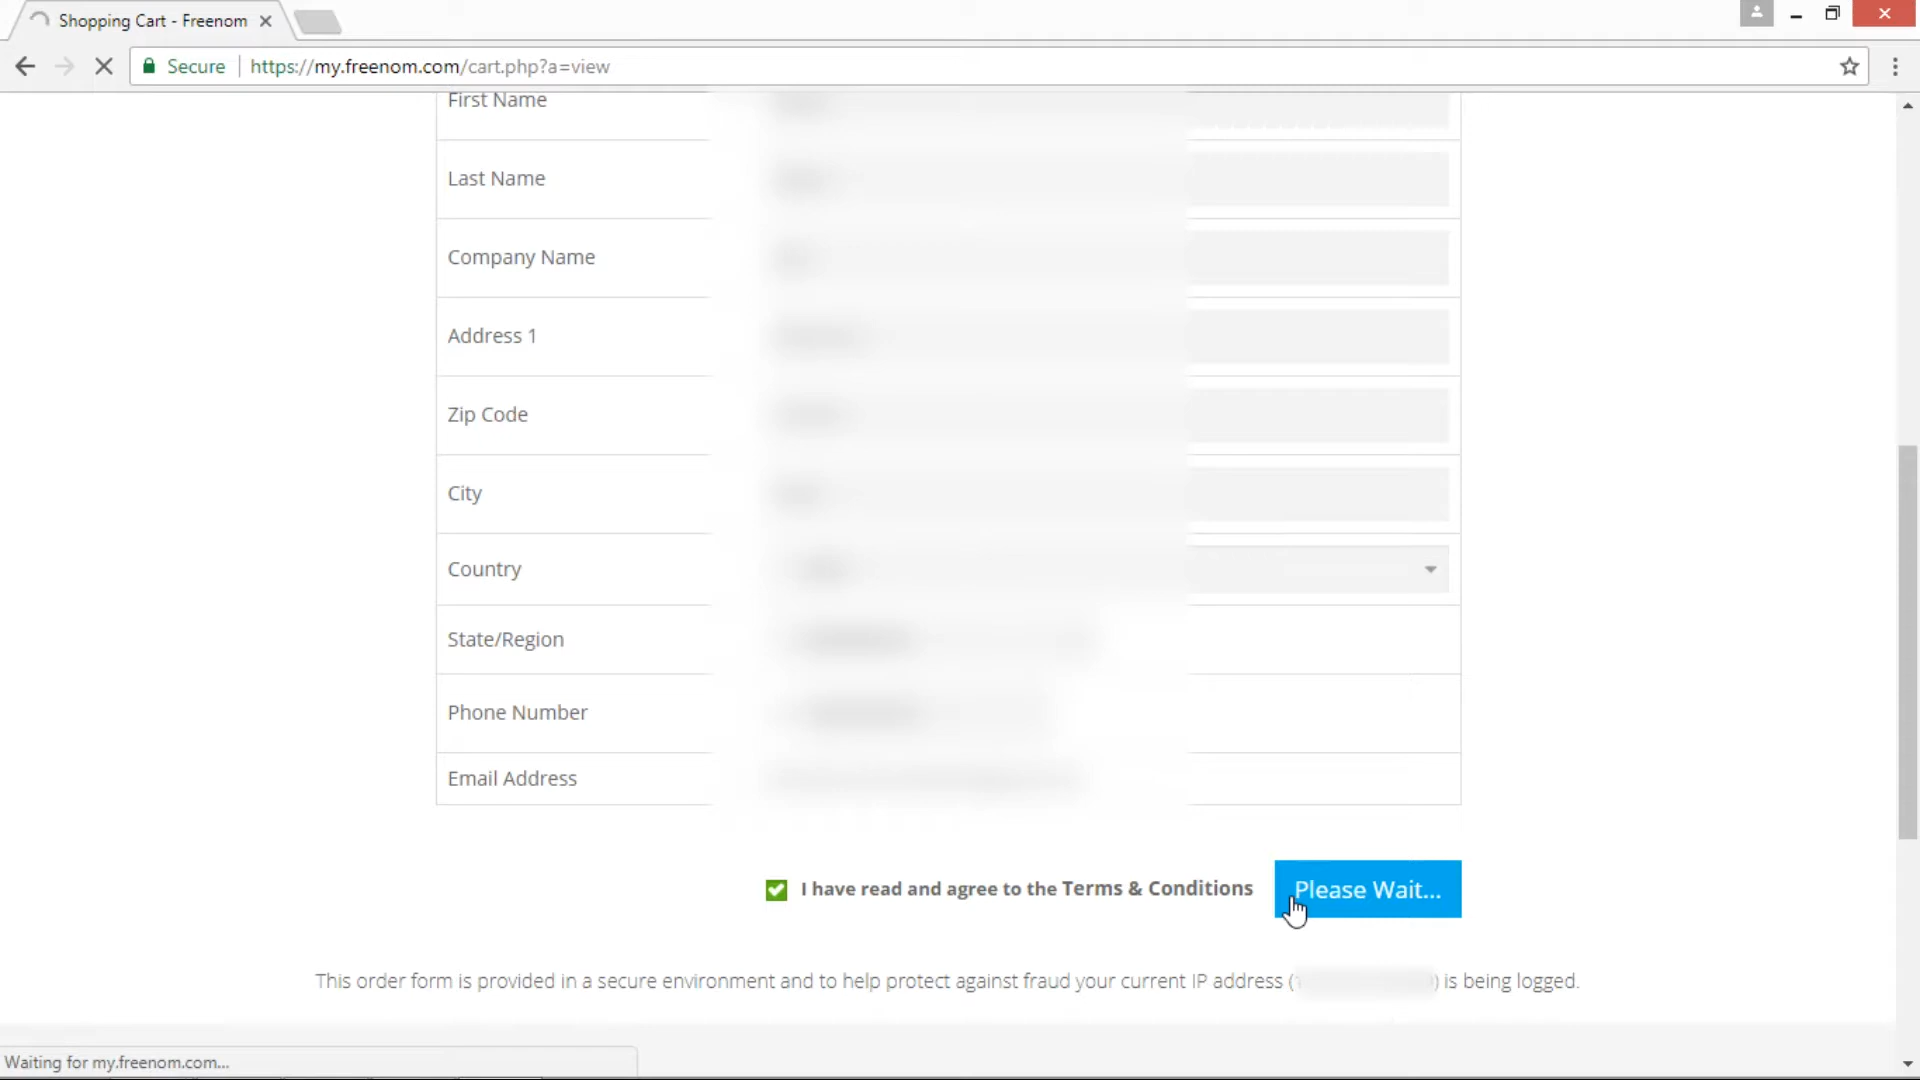 Shopping Cart - Freenom
Secure
https://my.freenom.com/cart.php?a=view
First Name
Last Name
Company Name
Address 1
Zip Code
City
Country
State/Region
Phone Number
Email Address
I have read and agree to the Terms & Conditions
Please Wait...
This order form is provided in a secure environment and to help protect against fraud your current IP address ( ) is being logged.
Waiting for my.freenom.com...